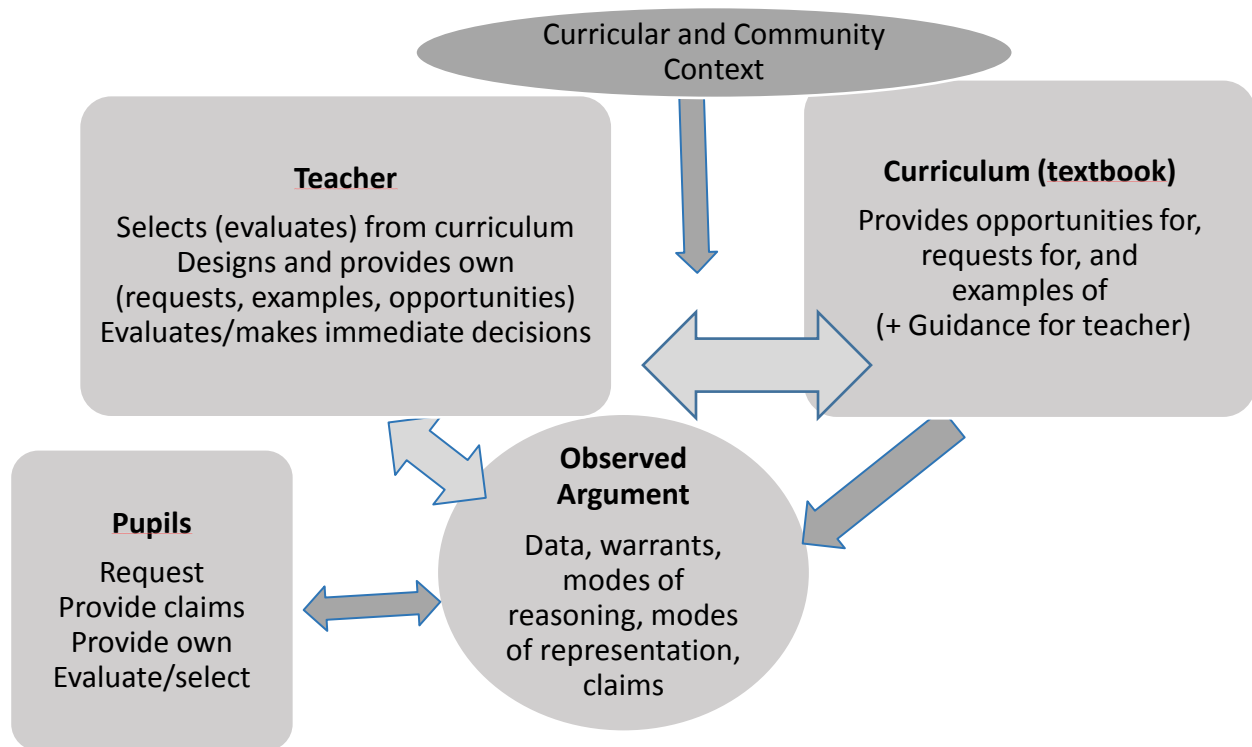 Curricular and Community
Context
Teacher
Selects (evaluates) from curriculum
Designs and provides own
(requests, examples, opportunities)
Evaluates/makes immediate decisions
Curriculum (textbook)
Provides opportunities for,
requests for, and
examples of
(+ Guidance for teacher)
Pupils
Request
Provide claims
Provide own
Evaluate/select
Observed
Argument
Data, warrants,
modes of
reasoning, modes
of representation,
claims